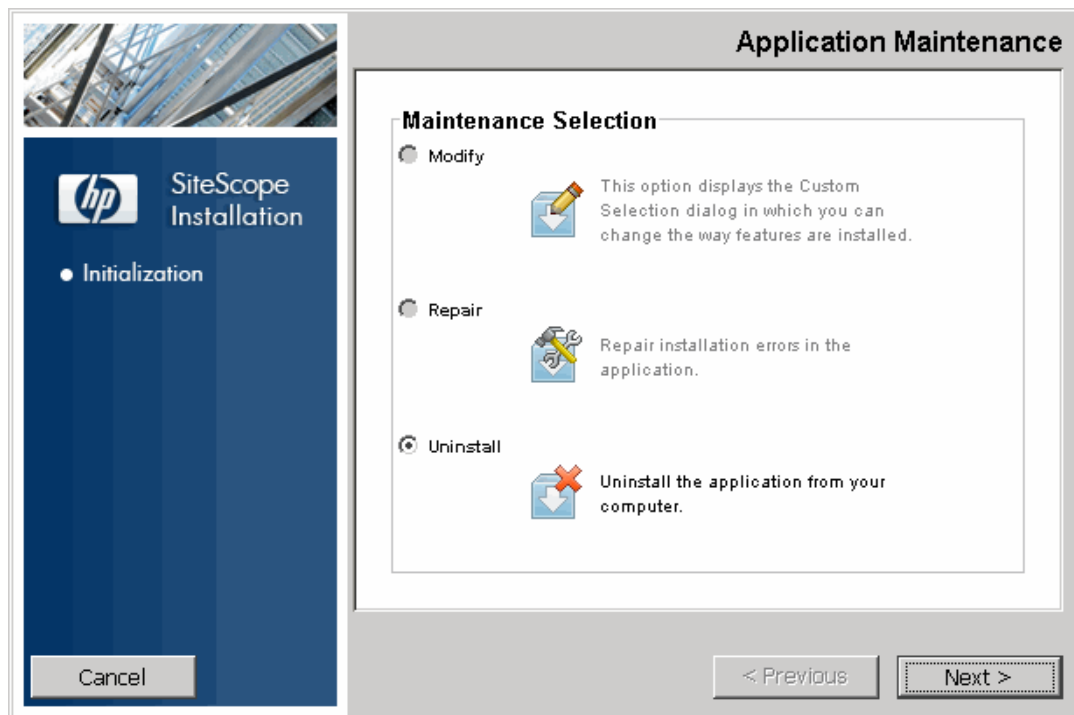 Application Maintenance
hp
SiteScope
Installation
Initialization
Maintenance Selection
Modify
This option displays the Custom
Selection dialog in which you can
change the way features are installed.
Repair
Repair installation errors in the
application.
Uninstall
Uninstall the application from your
computer.
Cancel
< Previous
Next >